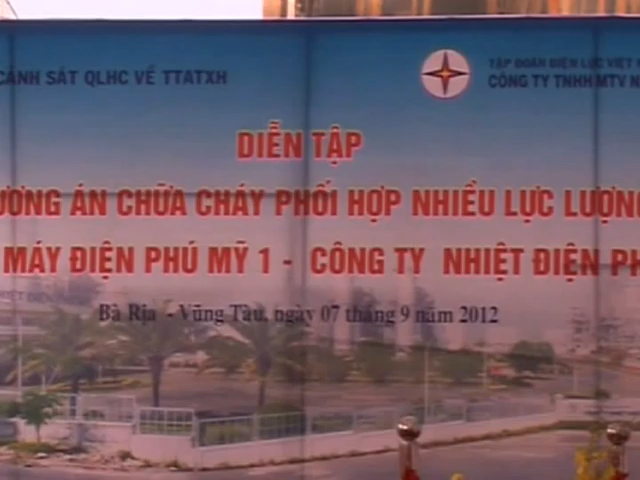 CẢNH SÁT QLHC VỀ TTATXH
TẬP ĐOÀN ĐIỆN LỰC VIỆT
CÔNG TY TNHH MTV
DIỄN TẬP
ƯƠNG ÁN CHỮA CHÁY PHỐI HỢP NHIỀU LỰC LƯỢNG
MÁY ĐIỆN PHÚ MỸ 1 - CÔNG TY NHIỆT ĐIỆN PH
Bà Rịa - Vũng Tàu, ngày 07 tháng 9 năm 2012